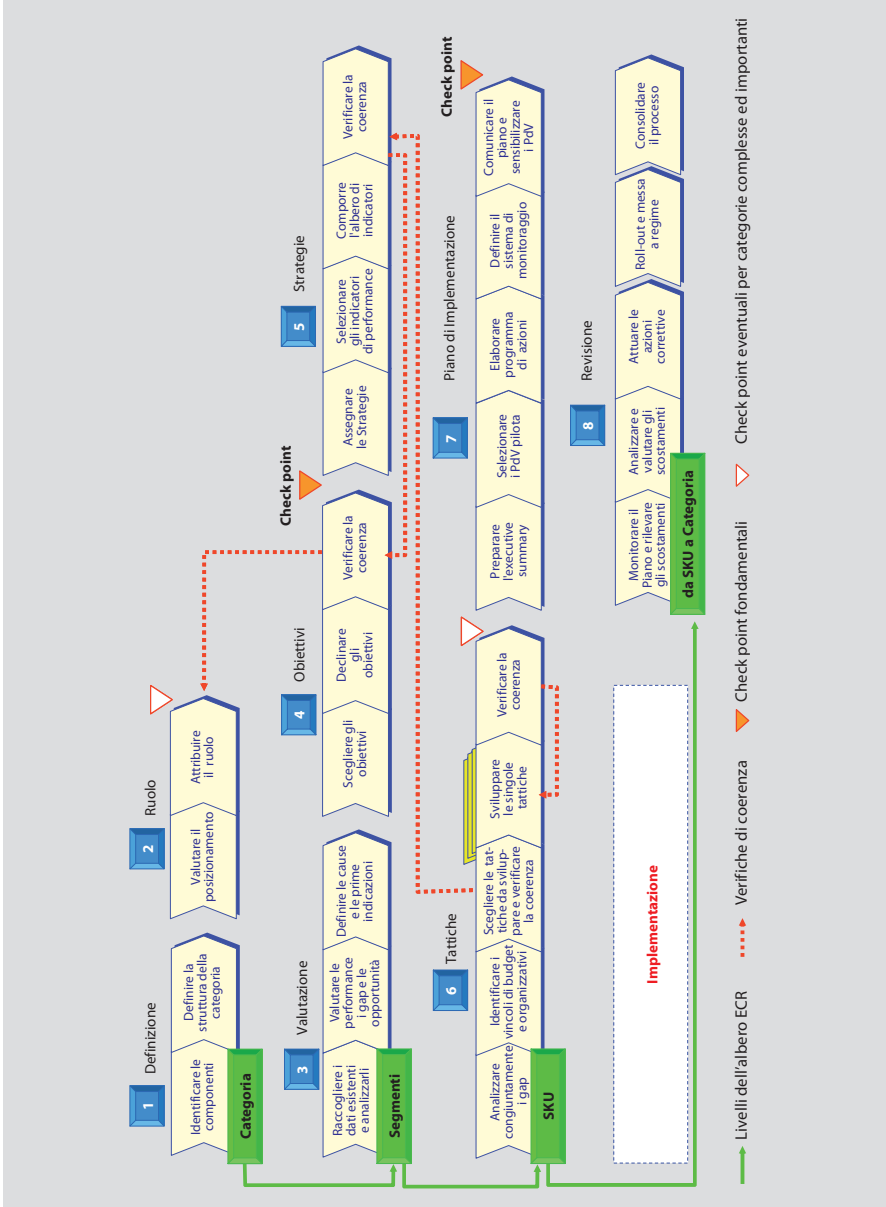 1
Definizione
Identificare le
componenti
Definire la
struttura della
categoria
Categoria
2
Ruolo
Valutare il
posizionamento
Attribuire
il ruolo
3
Valutazione
Raccogliere i
dati esistenti
e analizzarli
Valutare le
performance
i gap e le
opportunità
Definire le cause
e le prime
indicazioni
Segmenti
4
Obiettivi
Scegliere gli
obiettivi
Declinare
gli
obiettivi
Verificare la
coerenza
Check point
5
Strategie
Assegnare
le Strategie
Selezionare
gli indicatori
di performance
Comporre
l'albero di
indicatori
Verificare la
coerenza
6
Tattiche
Analizzare
congiuntamente
i gap
Identificare i
vincoli di budget
e organizzativi
Scegliere le tat-
tiche da svilup-
pare e verificare
la coerenza
Sviluppare
le singole
tattiche
Verificare la
coerenza
SKU
7
Piano di Implementazione
Preparare
l'executive
summary
Selezionare
i PdV pilota
Elaborare
programma
di azioni
Definire il
sistema di
monitoraggio
Comunicare il
piano e
sensibilizzare
i PdV
Check point
Implementazione
8
Revisione
Monitorare il
Piano e rilevare
gli scostamenti
Analizzare e
valutare gli
scostamenti
Attuare le
azioni
correttive
Roll-out e messa
a regime
Consolidare
il processo
da SKU a Categoria
Livelli dell'albero ECR
Verifiche di coerenza
Check point fondamentali
Check point eventuali per categorie complesse ed importanti